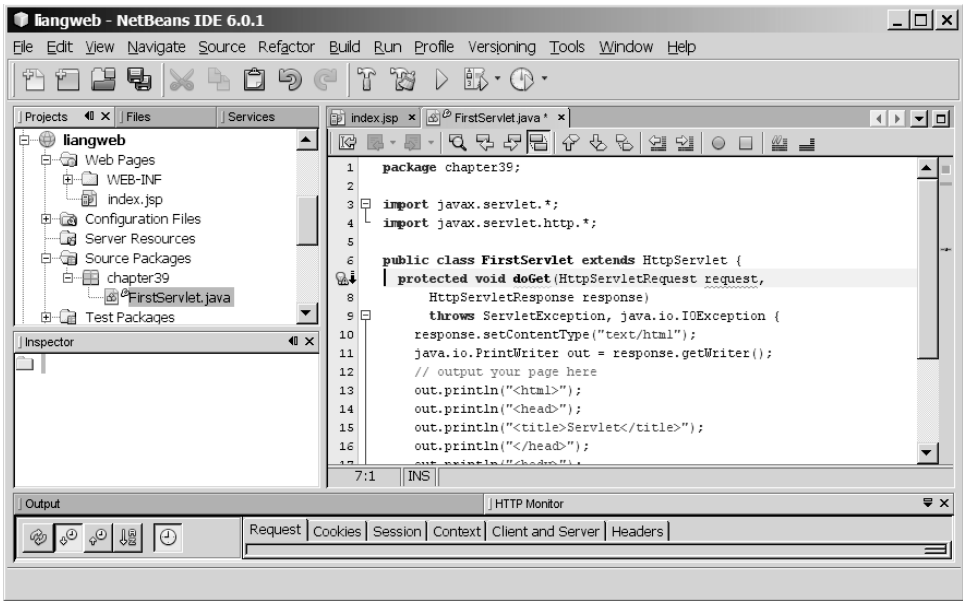 liangweb - NetBeans IDE 6.0.1
File Edit View Navigate Source Refactor Build Run Profile Versioning Tools Window Help
Projects Files Services
liangweb
Web Pages
WEB-INF
index.jsp
Configuration Files
Server Resources
Source Packages
chapter39
FirstServlet.java
Test Packages
Inspector
index.jsp FirstServlet.java *
1 package chapter39;
2
3 import javax.servlet.*;
4 import javax.servlet.http.*;
5
6 public class FirstServlet extends HttpServlet {
protected void doGet(HttpServletRequest request,
8 HttpServletResponse response)
9 throws ServletException, java.io.IOException {
10 response.setContentType("text/html");
11 java.io.PrintWriter out = response.getWriter();
12 // output your page here
13 out.println("<html>");
14 out.println("<head>");
15 out.println("<title>Servlet</title>");
16 out.println("</head>");
17 out.println("<body>");
7:1 INS
Output
HTTP Monitor
Request Cookies Session Context Client and Server Headers